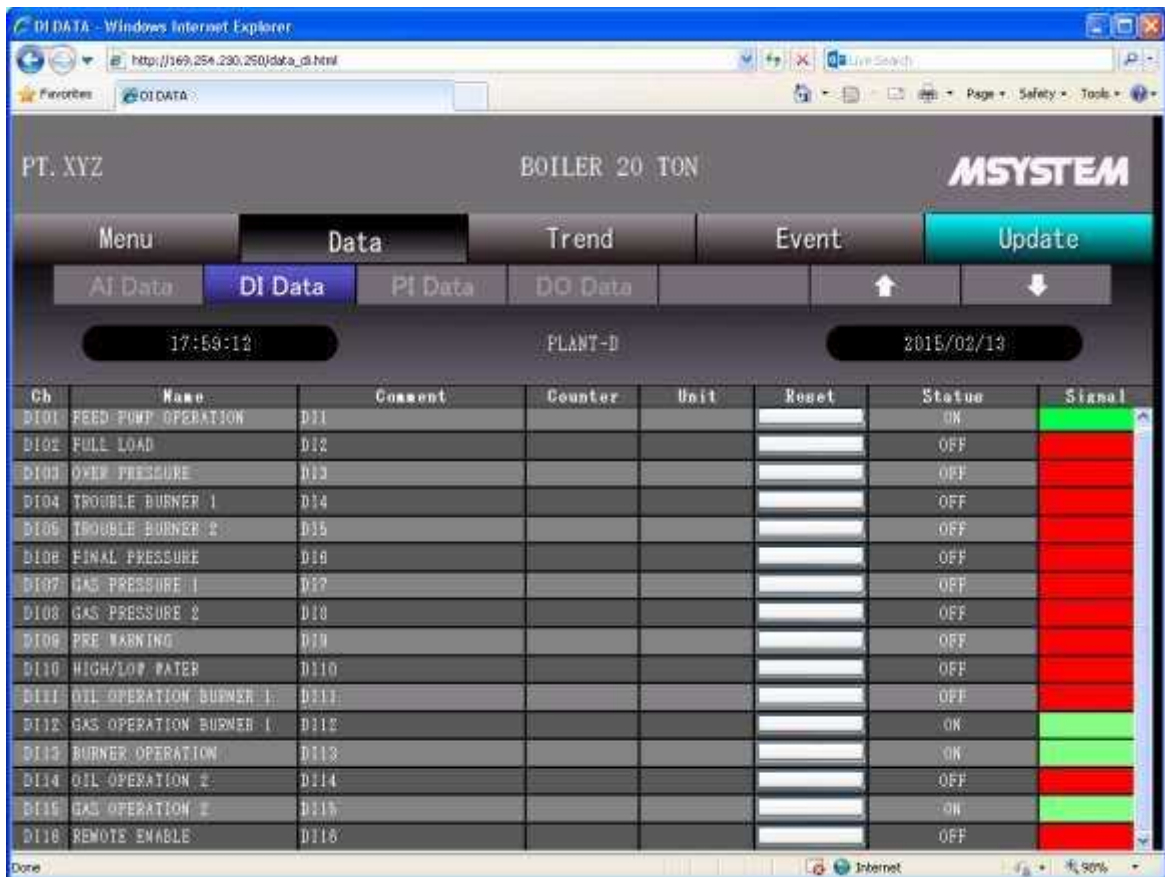 DI DATA - Windows Internet Explorer
http://169.254.230.250/data_di.html Live Search
Favorites DI DATA Page Safety Tools
PT. XYZ BOILER 20 TON MSYSTEM
Menu Data Trend Event Update
AI Data DI Data PI Data DO Data
17:59:12 PLANT-D 2015/02/13
Ch Name Comment Counter Unit Reset Status Signal
DI01 FEED PUMP OPERATION DI1 ON
DI02 FULL LOAD DI2 OFF
DI03 OVER PRESSURE DI3 OFF
DI04 TROUBLE BURNER 1 DI4 OFF
DI05 TROUBLE BURNER 2 DI5 OFF
DI06 FINAL PRESSURE DI6 OFF
DI07 GAS PRESSURE 1 DI7 OFF
DI08 GAS PRESSURE 2 DI8 OFF
DI09 PRE WARNING DI9 OFF
DI10 HIGH/LOW WATER DI10 OFF
DI11 OIL OPERATION BURNER 1 DI11 OFF
DI12 GAS OPERATION BURNER 1 DI12 ON
DI13 BURNER OPERATION DI13 ON
DI14 OIL OPERATION 2 DI14 OFF
DI15 GAS OPERATION 2 DI15 ON
DI16 REMOTE ENABLE DI16 OFF
Done Internet 90%